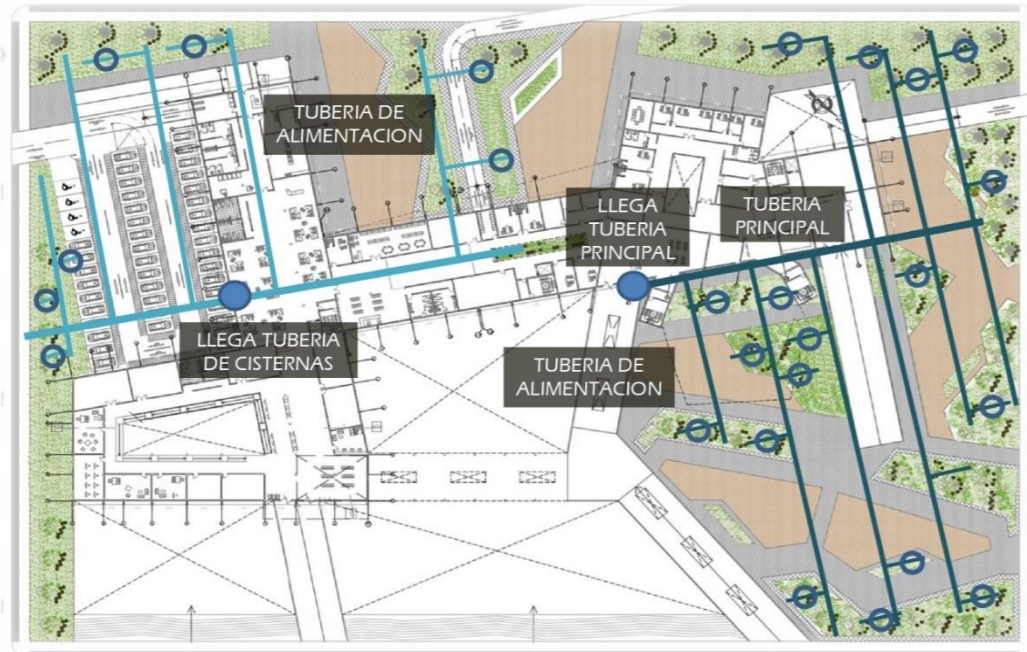 TUBERIA DE
ALIMENTACION
LLEGA
TUBERIA
PRINCIPAL
TUBERIA
PRINCIPAL
LLEGA TUBERIA
DE CISTERNAS
TUBERIA DE
ALIMENTACION